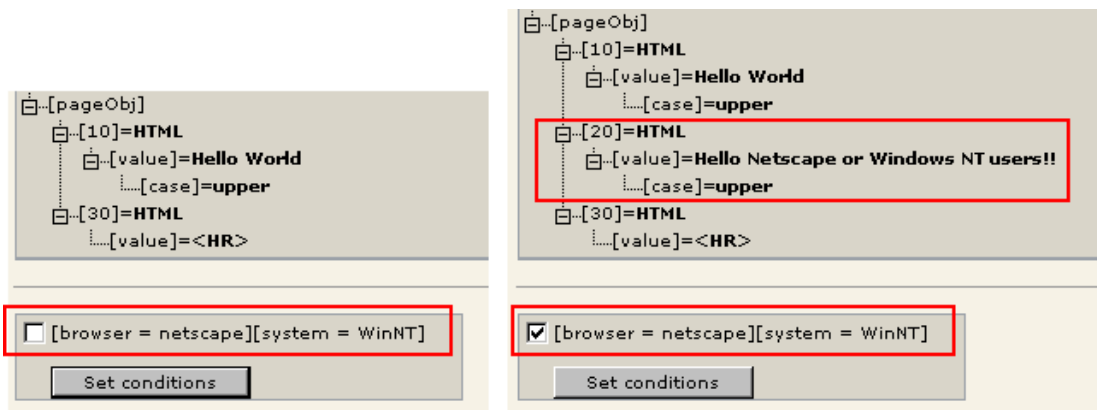 [pageObj]
[10]=HTML
[value]=Hello World
[case]=upper
[30]=HTML
[value]=<HR>
[browser = netscape][system = WinNT]
Set conditions
[pageObj]
[10]=HTML
[value]=Hello World
[case]=upper
[20]=HTML
[value]=Hello Netscape or Windows NT users!!
[case]=upper
[30]=HTML
[value]=<HR>
[browser = netscape][system = WinNT]
Set conditions